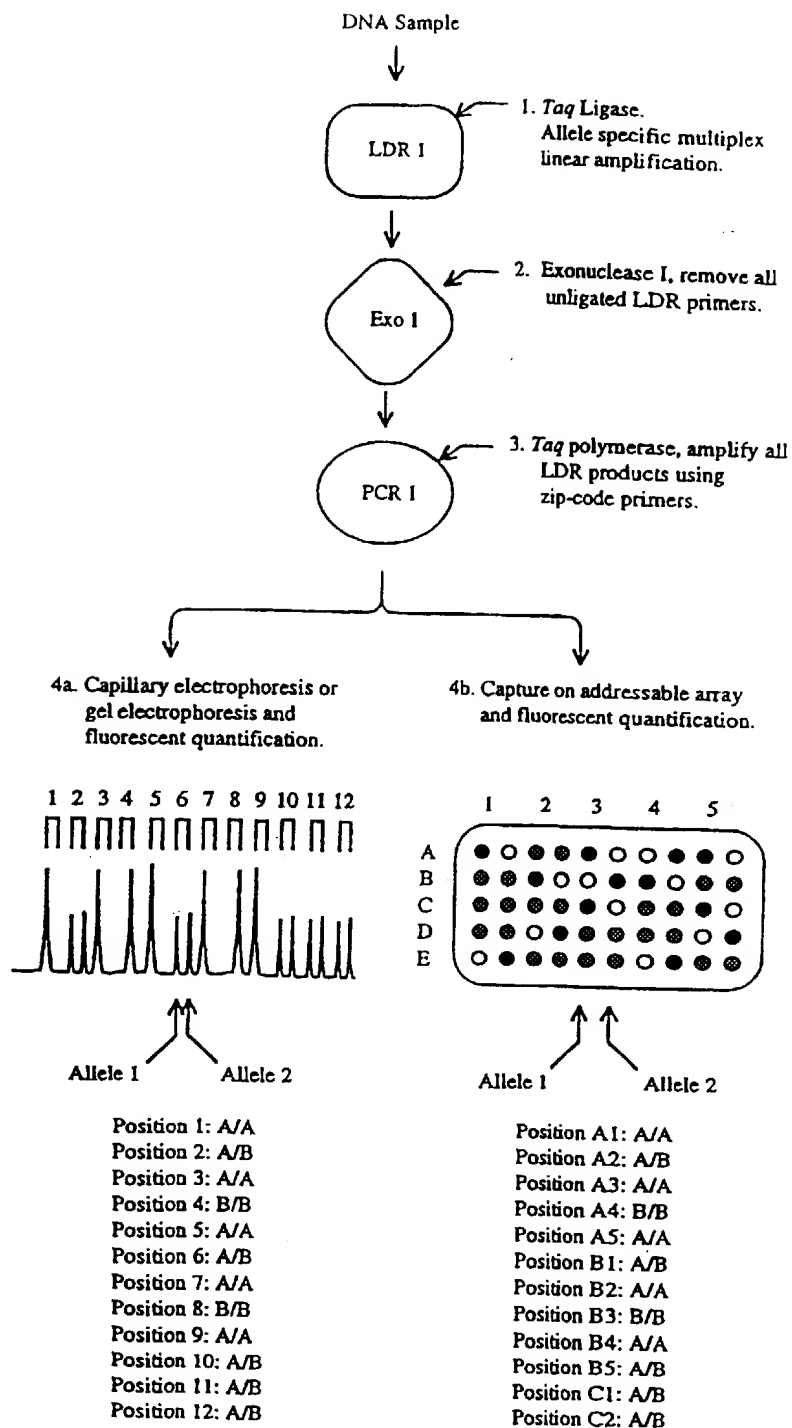 DNA Sample
1. Taq Ligase.
Allele specific multiplex
linear amplification.
LDR 1
2. Exonuclease I, remove all
unligated LDR primers.
Exo 1
3. Taq polymerase, amplify all
LDR products using
zip-code primers.
PCR 1
4a. Capillary electrophoresis or
gel electrophoresis and
fluorescent quantification.
4b. Capture on addressable array
and fluorescent quantification.
1 2 3 4 5 6 7 8 9 10 11 12
1 2 3 4 5
A
B
C
D
E
Allele 1 Allele 2
Allele 1 Allele 2
Position 1: A/A
Position 2: A/B
Position 3: A/A
Position 4: B/B
Position 5: A/A
Position 6: A/B
Position 7: A/A
Position 8: B/B
Position 9: A/A
Position 10: A/B
Position 11: A/B
Position 12: A/B
Position A1: A/A
Position A2: A/B
Position A3: A/A
Position A4: B/B
Position A5: A/A
Position B1: A/B
Position B2: A/A
Position B3: B/B
Position B4: A/A
Position B5: A/B
Position C1: A/B
Position C2: A/B